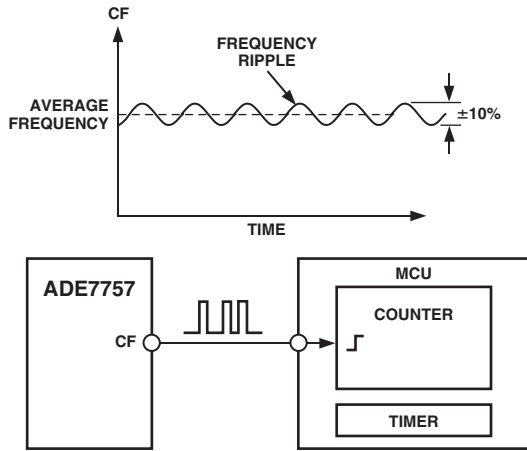 CF
FREQUENCY
RIPPLE
AVERAGE
FREQUENCY
±10%
TIME
ADE7757
CF
MCU
COUNTER
TIMER